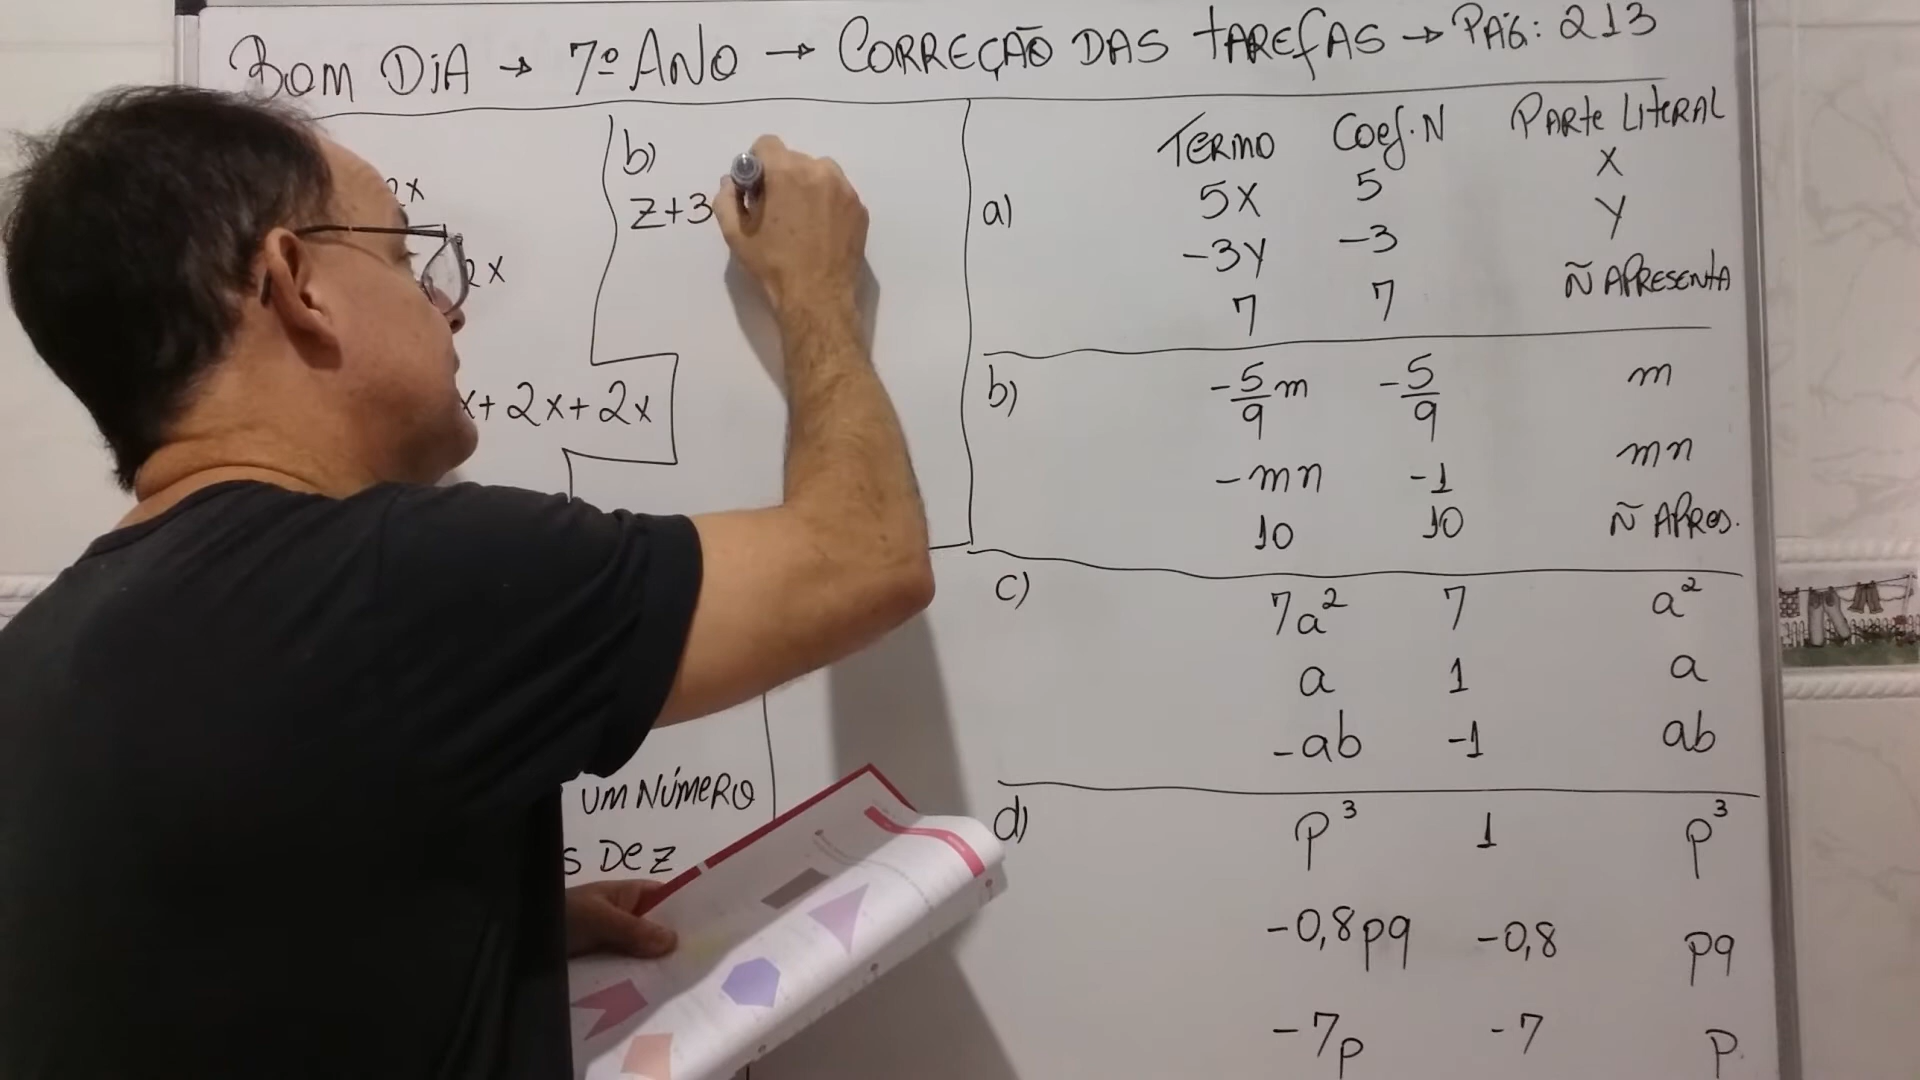 BOM DIA → 7º ANO → CORREÇÃO DAS TAREFAS → PÁG: 213
2x
2x
x+2x+2x
b)
z+3
UM NÚMERO
S DEZ
TERMO COEF.N PARTE LITERAL
a) 5X 5 X
-3Y -3 Y
7 7 Ñ APRESENTA
b) -5/9 m -5/9 m
-mn -1 mn
10 10 Ñ APRES.
c) 7a² 7 a²
a 1 a
-ab -1 ab
d) p³ 1 p³
-0,8pq -0,8 pq
-7p -7 p